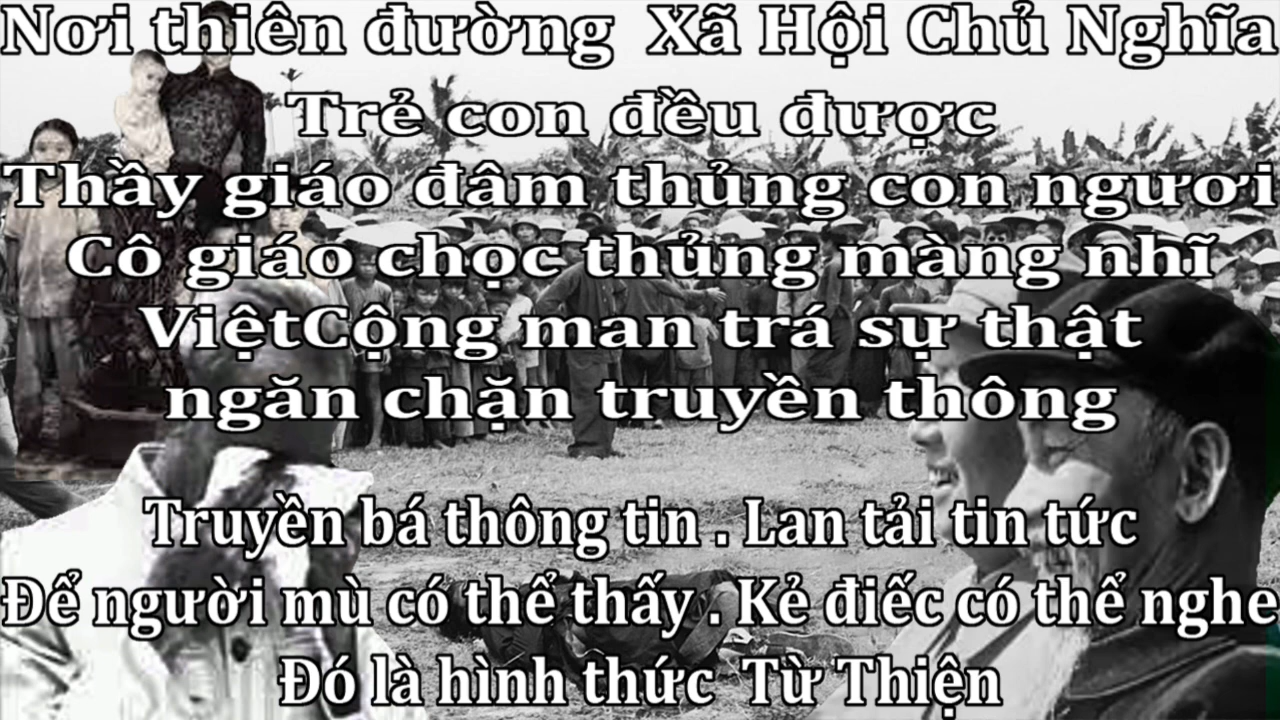 Nơi thiên đường Xã Hội Chủ Nghĩa
Trẻ con đều được
Thầy giáo đâm thủng con ngươi
Cô giáo chọc thủng màng nhĩ
ViệtCộng man trá sự thật
ngăn chặn truyền thông
Truyền bá thông tin . Lan tải tin tức
Để người mù có thể thấy . Kẻ điếc có thể nghe
Đó là hình thức Từ Thiện